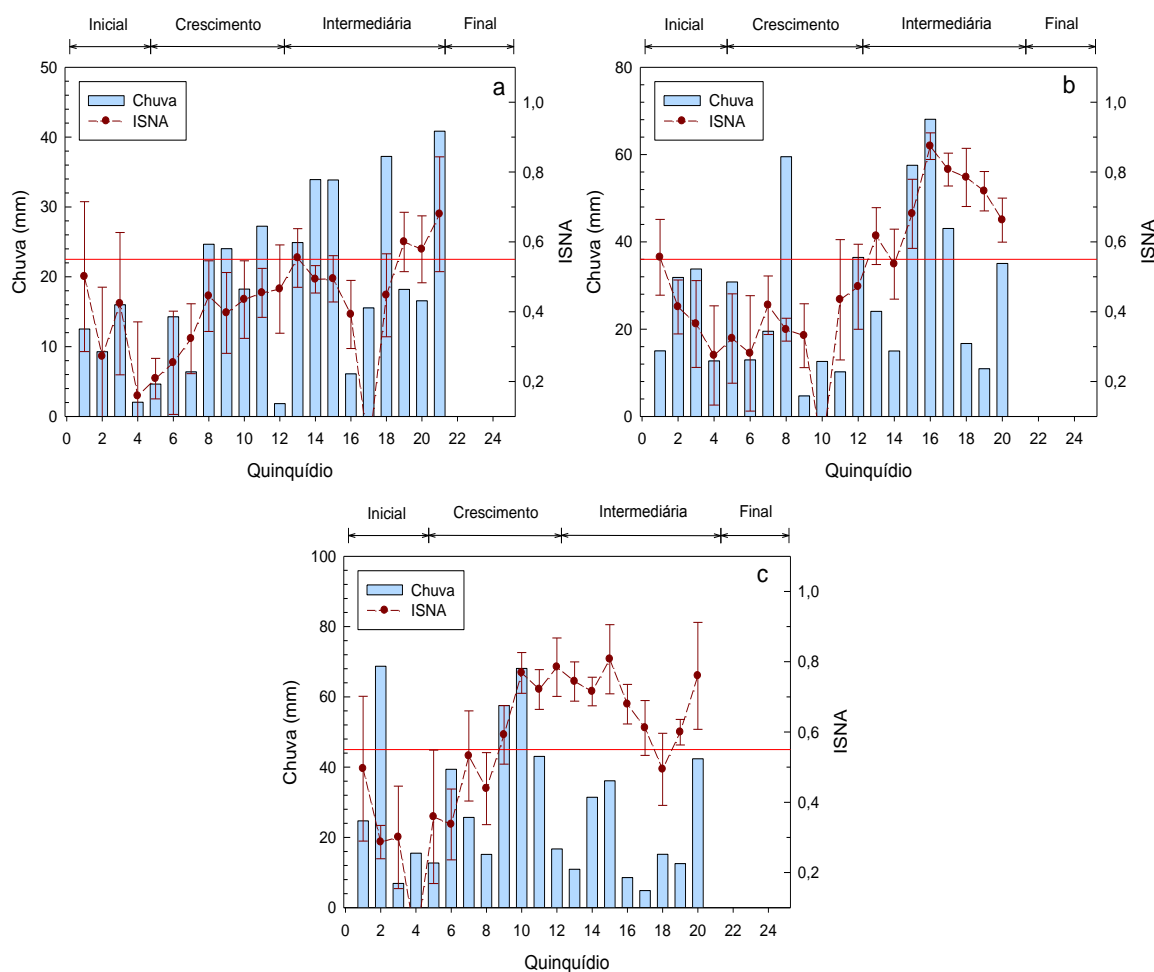 Inicial Crescimento Intermediária Final
a
Chuva
ISNA
50
40
30
20
10
0
Chuva (mm)
1,0
0,8
0,6
0,4
0,2
ISNA
0 2 4 6 8 10 12 14 16 18 20 22 24
Quinquídio
Inicial Crescimento Intermediária Final
b
Chuva
ISNA
80
60
40
20
0
Chuva (mm)
1,0
0,8
0,6
0,4
0,2
ISNA
0 2 4 6 8 10 12 14 16 18 20 22 24
Quinquídio
Inicial Crescimento Intermediária Final
c
Chuva
ISNA
100
80
60
40
20
0
Chuva (mm)
1,0
0,8
0,6
0,4
0,2
ISNA
0 2 4 6 8 10 12 14 16 18 20 22 24
Quinquídio